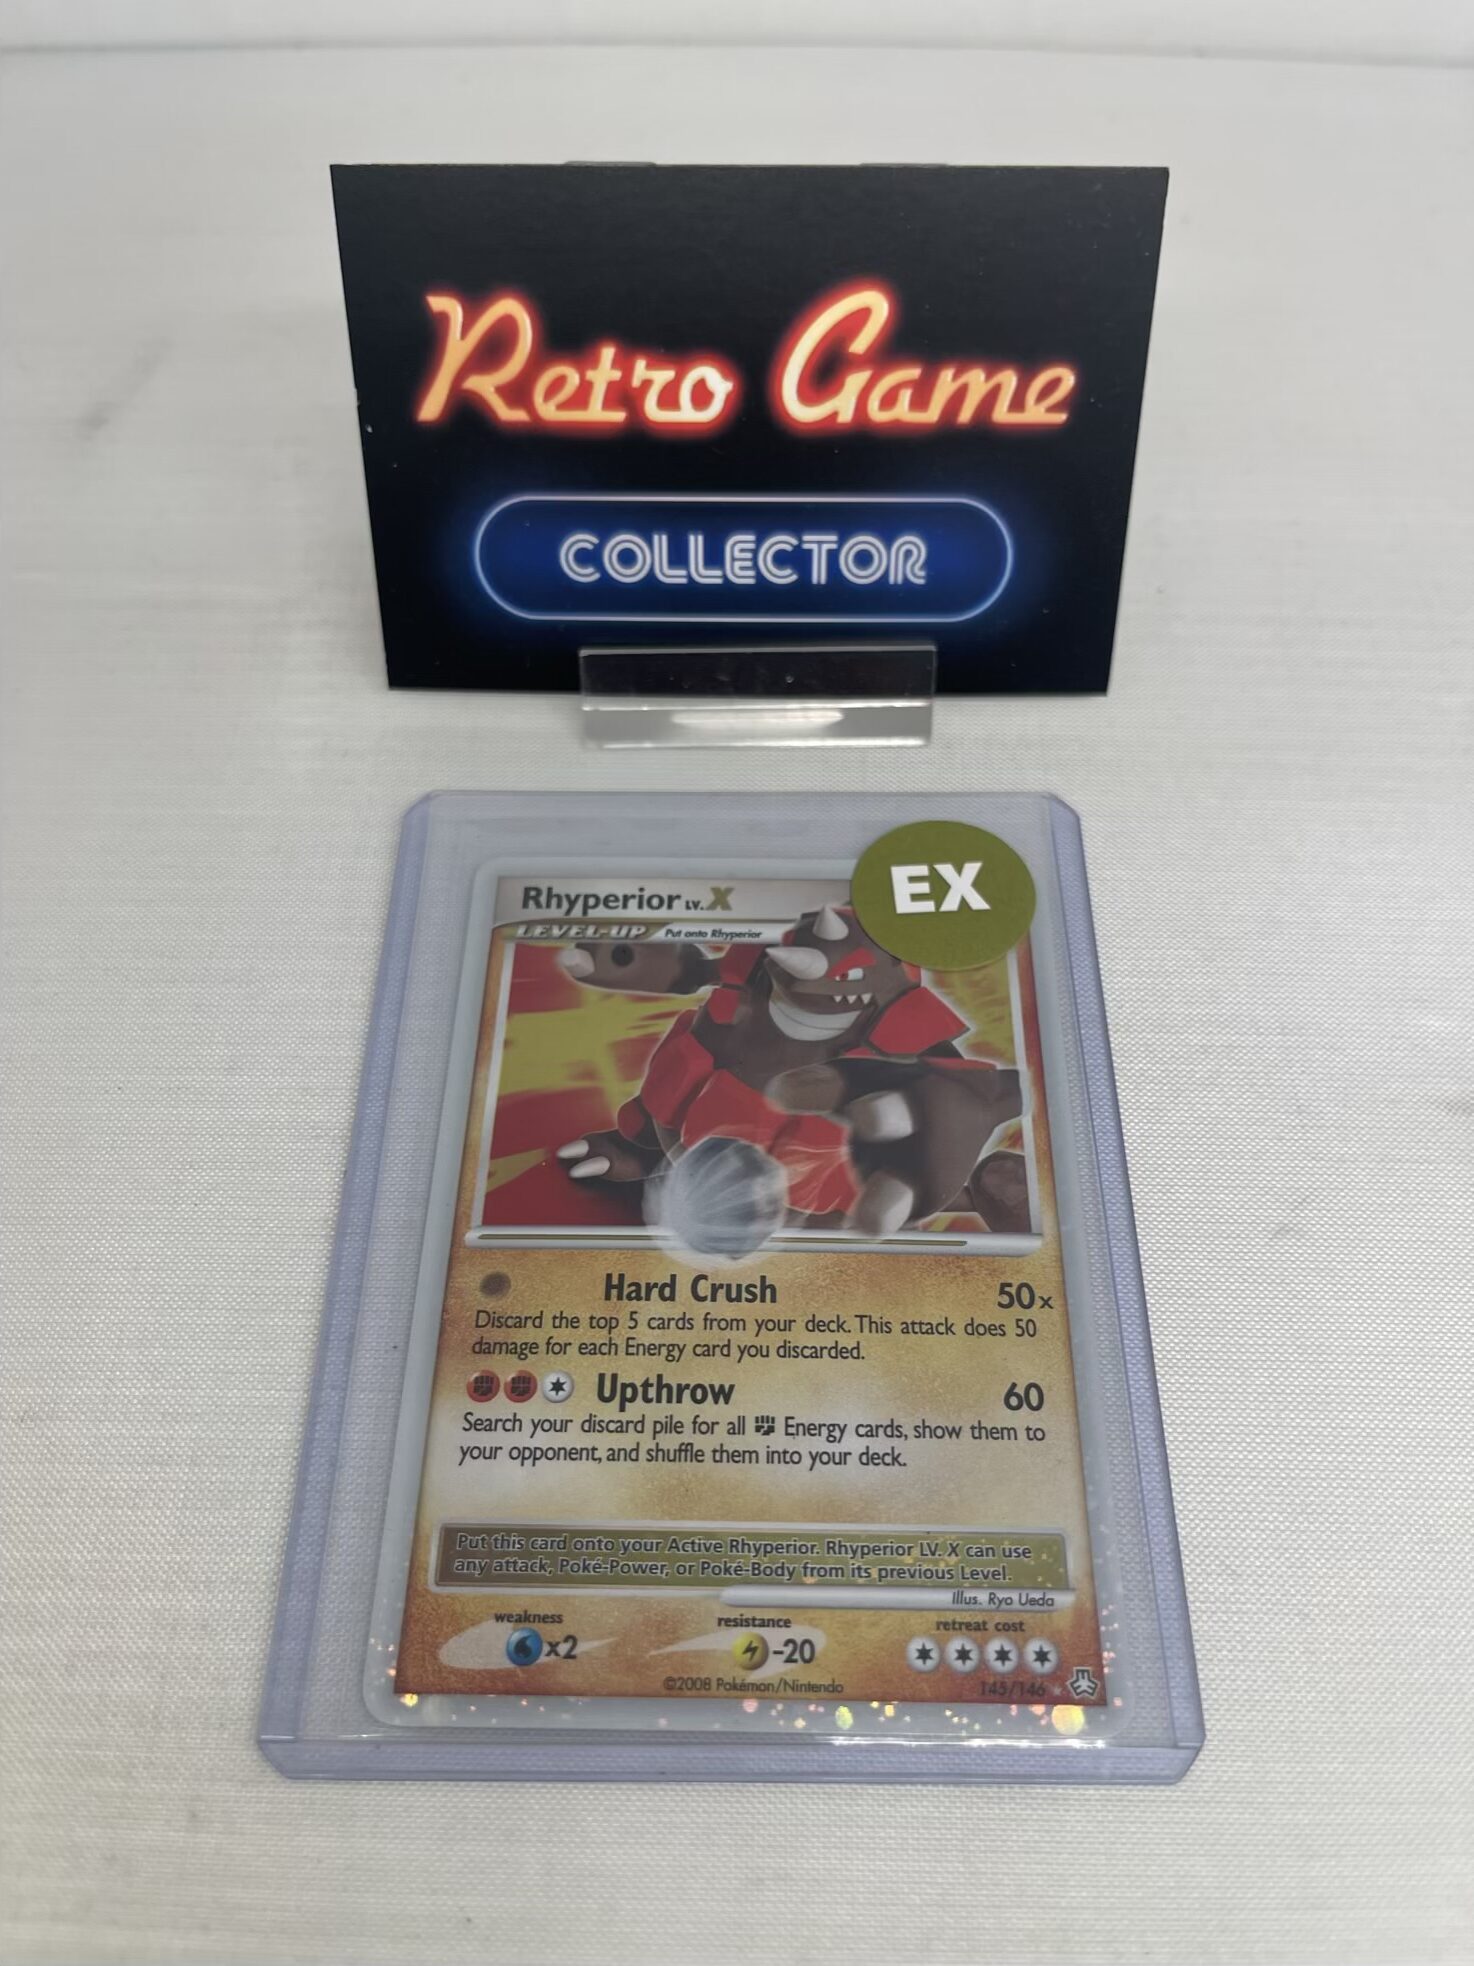 Retro Game
COLLECTOR
EX
Rhyperior LV.X
LEVEL-UP Put onto Rhyperior
Hard Crush 50x
Discard the top 5 cards from your deck. This attack does 50
damage for each Energy card you discarded.
Upthrow 60
Search your discard pile for all Energy cards, show them to
your opponent, and shuffle them into your deck.
Put this card onto your Active Rhyperior. Rhyperior LV. X can use
any attack, Poké-Power, or Poké-Body from its previous Level.
Illus. Ryo Ueda
weakness resistance retreat cost
x2 -20
©2008 Pokémon/Nintendo 145/146